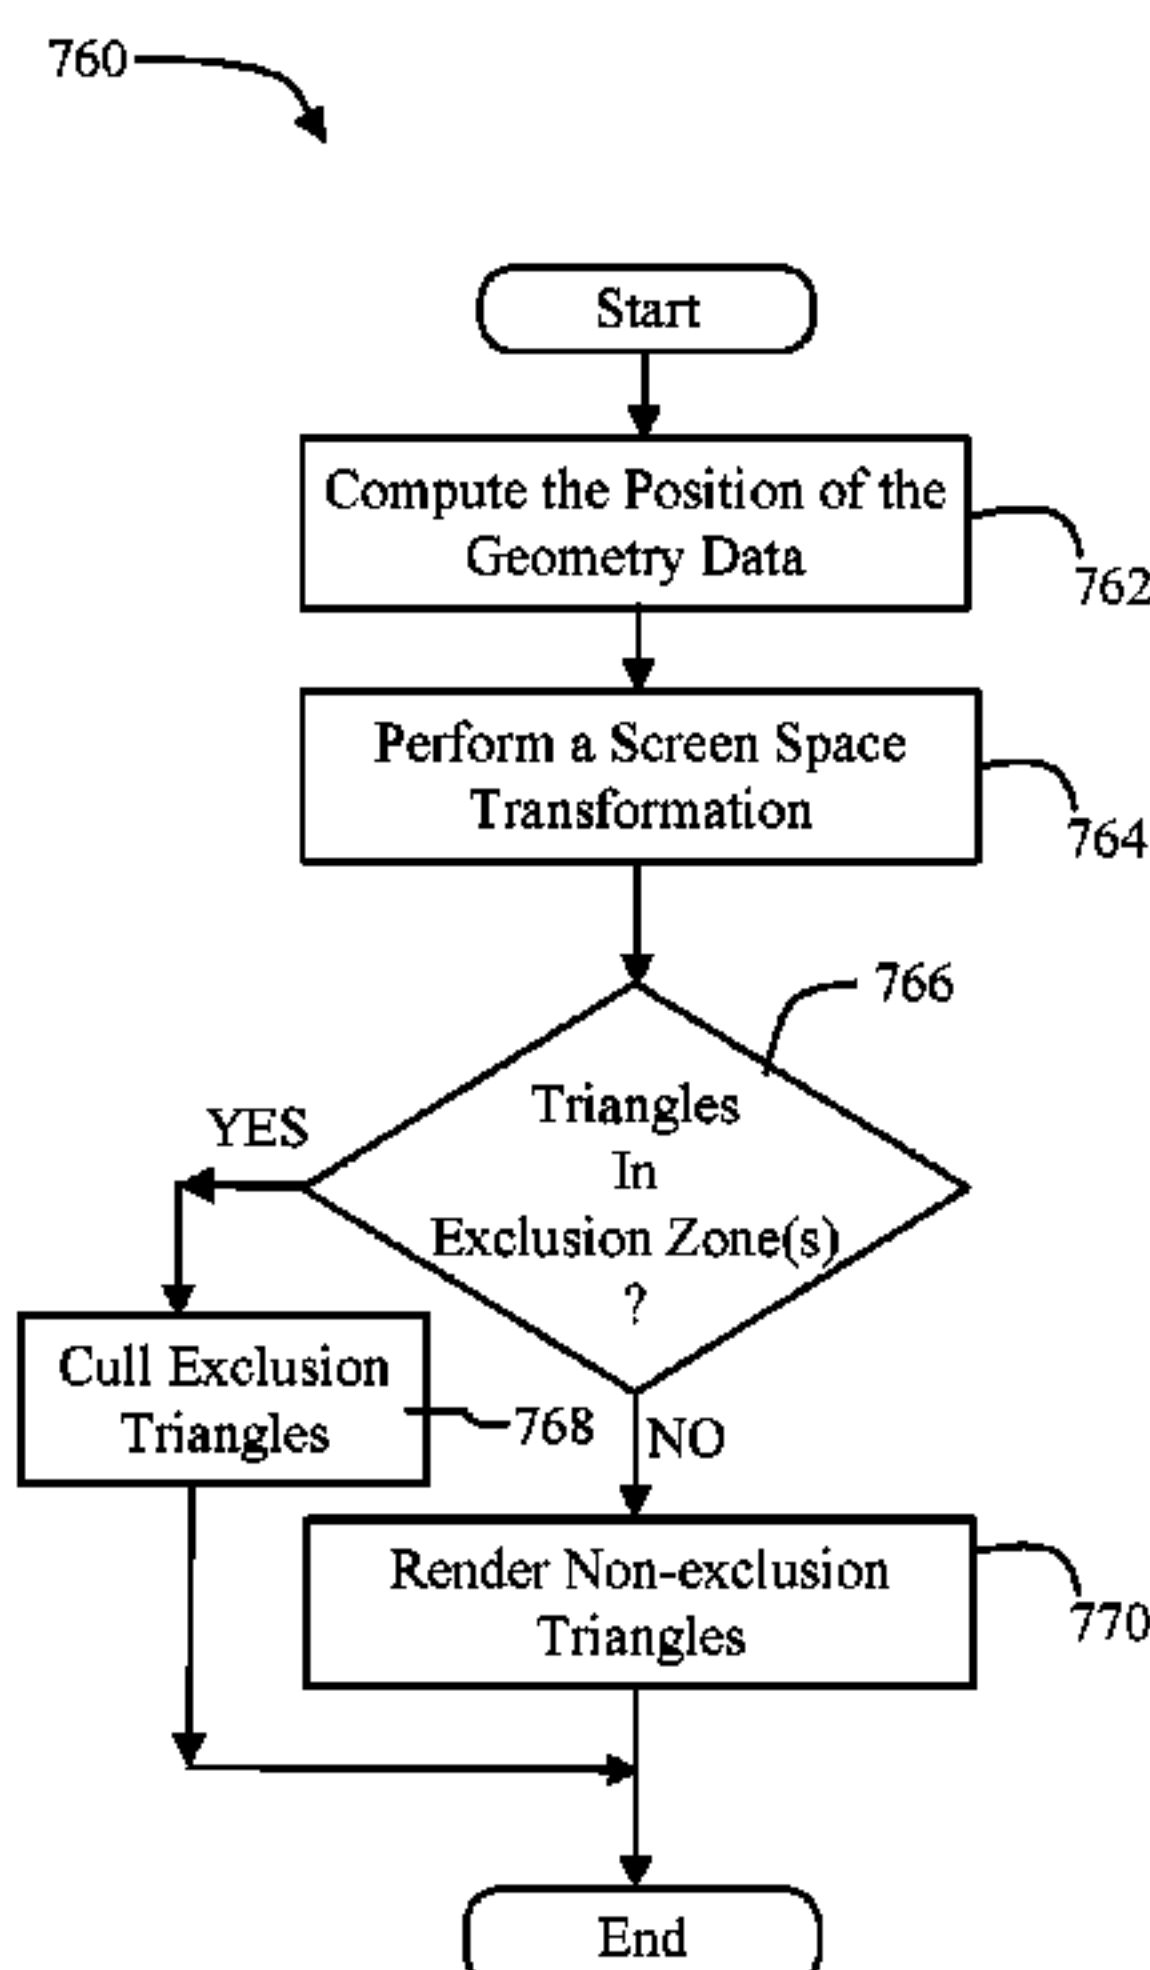 760
Start
Compute the Position of the
Geometry Data
762
Perform a Screen Space
Transformation
764
766
Triangles
In
Exclusion Zone(s)
?
YES
Cull Exclusion
Triangles
768
NO
Render Non-exclusion
Triangles
770
End